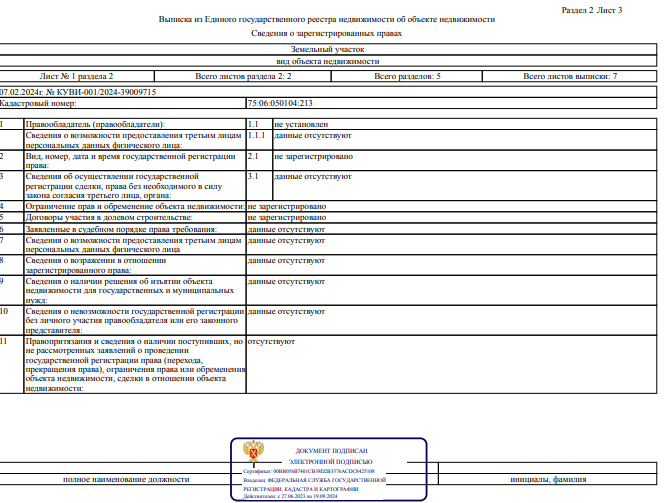 Раздел 2 Лист 3
Выписка из Единого государственного реестра недвижимости об объекте недвижимости
Сведения о зарегистрированных правах
Земельный участок
вид объекта недвижимости
Лист № 1 раздела 2 Всего листов раздела 2: 2 Всего разделов: 5 Всего листов выписки: 7
07.02.2024г. № КУВИ-001/2024-39009715
Кадастровый номер: 75:06:050104:213
1 Правообладатель (правообладатели): 1.1 не установлен
Сведения о возможности предоставления третьим лицам 1.1.1 данные отсутствуют
персональных данных физического лица:
2 Вид, номер, дата и время государственной регистрации 2.1 не зарегистрировано
права:
3 Сведения об осуществлении государственной 3.1 данные отсутствуют
регистрации сделки, права без необходимого в силу
закона согласия третьего лица, органа:
4 Ограничение прав и обременение объекта недвижимости: не зарегистрировано
5 Договоры участия в долевом строительстве: не зарегистрировано
6 Заявленные в судебном порядке права требования: данные отсутствуют
7 Сведения о возможности предоставления третьим лицам данные отсутствуют
персональных данных физического лица
8 Сведения о возражении в отношении данные отсутствуют
зарегистрированного права:
9 Сведения о наличии решения об изъятии объекта данные отсутствуют
недвижимости для государственных и муниципальных
нужд:
10 Сведения о невозможности государственной регистрации данные отсутствуют
без личного участия правообладателя или его законного
представителя:
11 Правопритязания и сведения о наличии поступивших, но отсутствуют
не рассмотренных заявлений о проведении
государственной регистрации права (перехода,
прекращения права), ограничения права или обременения
объекта недвижимости, сделки в отношении объекта
недвижимости:
ДОКУМЕНТ ПОДПИСАН
ЭЛЕКТРОННОЙ ПОДПИСЬЮ
Сертификат:
Владелец: ФЕДЕРАЛЬНАЯ СЛУЖБА ГОСУДАРСТВЕННОЙ
РЕГИСТРАЦИИ, КАДАСТРА И КАРТОГРАФИИ
Действителен: с 27.06.2023 по 19.09.2024
полное наименование должности инициалы, фамилия